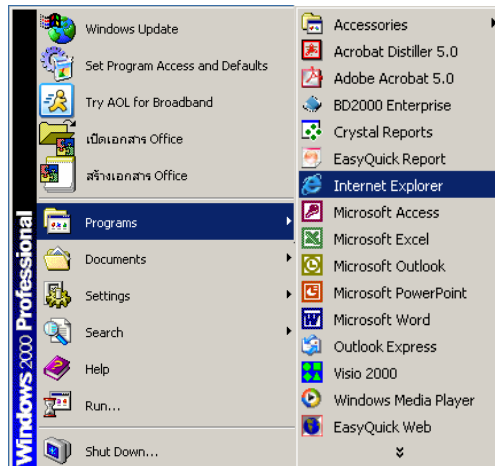 Windows Update
Set Program Access and Defaults
Try AOL for Broadband
เปิดเอกสาร Office
สร้างเอกสาร Office
Programs
Documents
Settings
Search
Help
Run...
Shut Down...
Windows 2000 Professional
Accessories
Acrobat Distiller 5.0
Adobe Acrobat 5.0
BD2000 Enterprise
Crystal Reports
EasyQuick Report
Internet Explorer
Microsoft Access
Microsoft Excel
Microsoft Outlook
Microsoft PowerPoint
Microsoft Word
Outlook Express
Visio 2000
Windows Media Player
EasyQuick Web